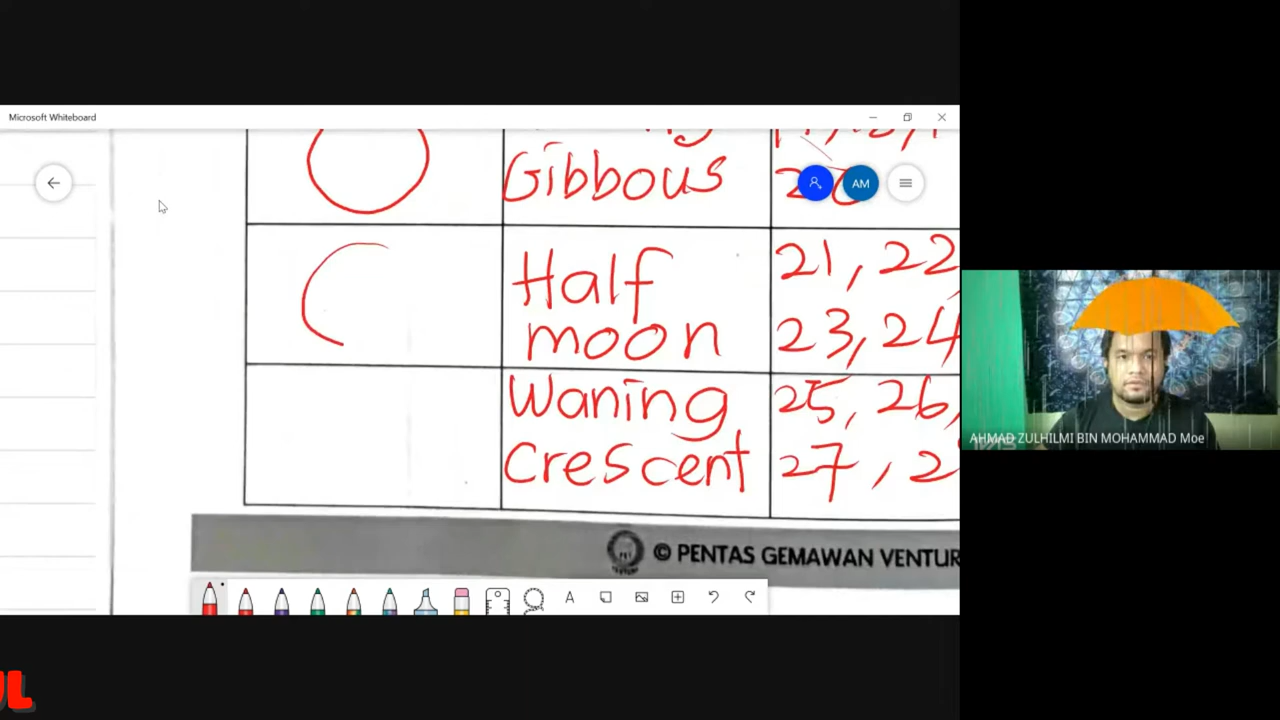 Microsoft Whiteboard
Gibbous
AM
Half
moon
21, 22,
23, 24
Waning
Crescent
25, 26,
27, 2
© PENTAS GEMAWAN VENTUR
A
AHMAD ZULHILMI BIN MOHAMMAD Moe
UL